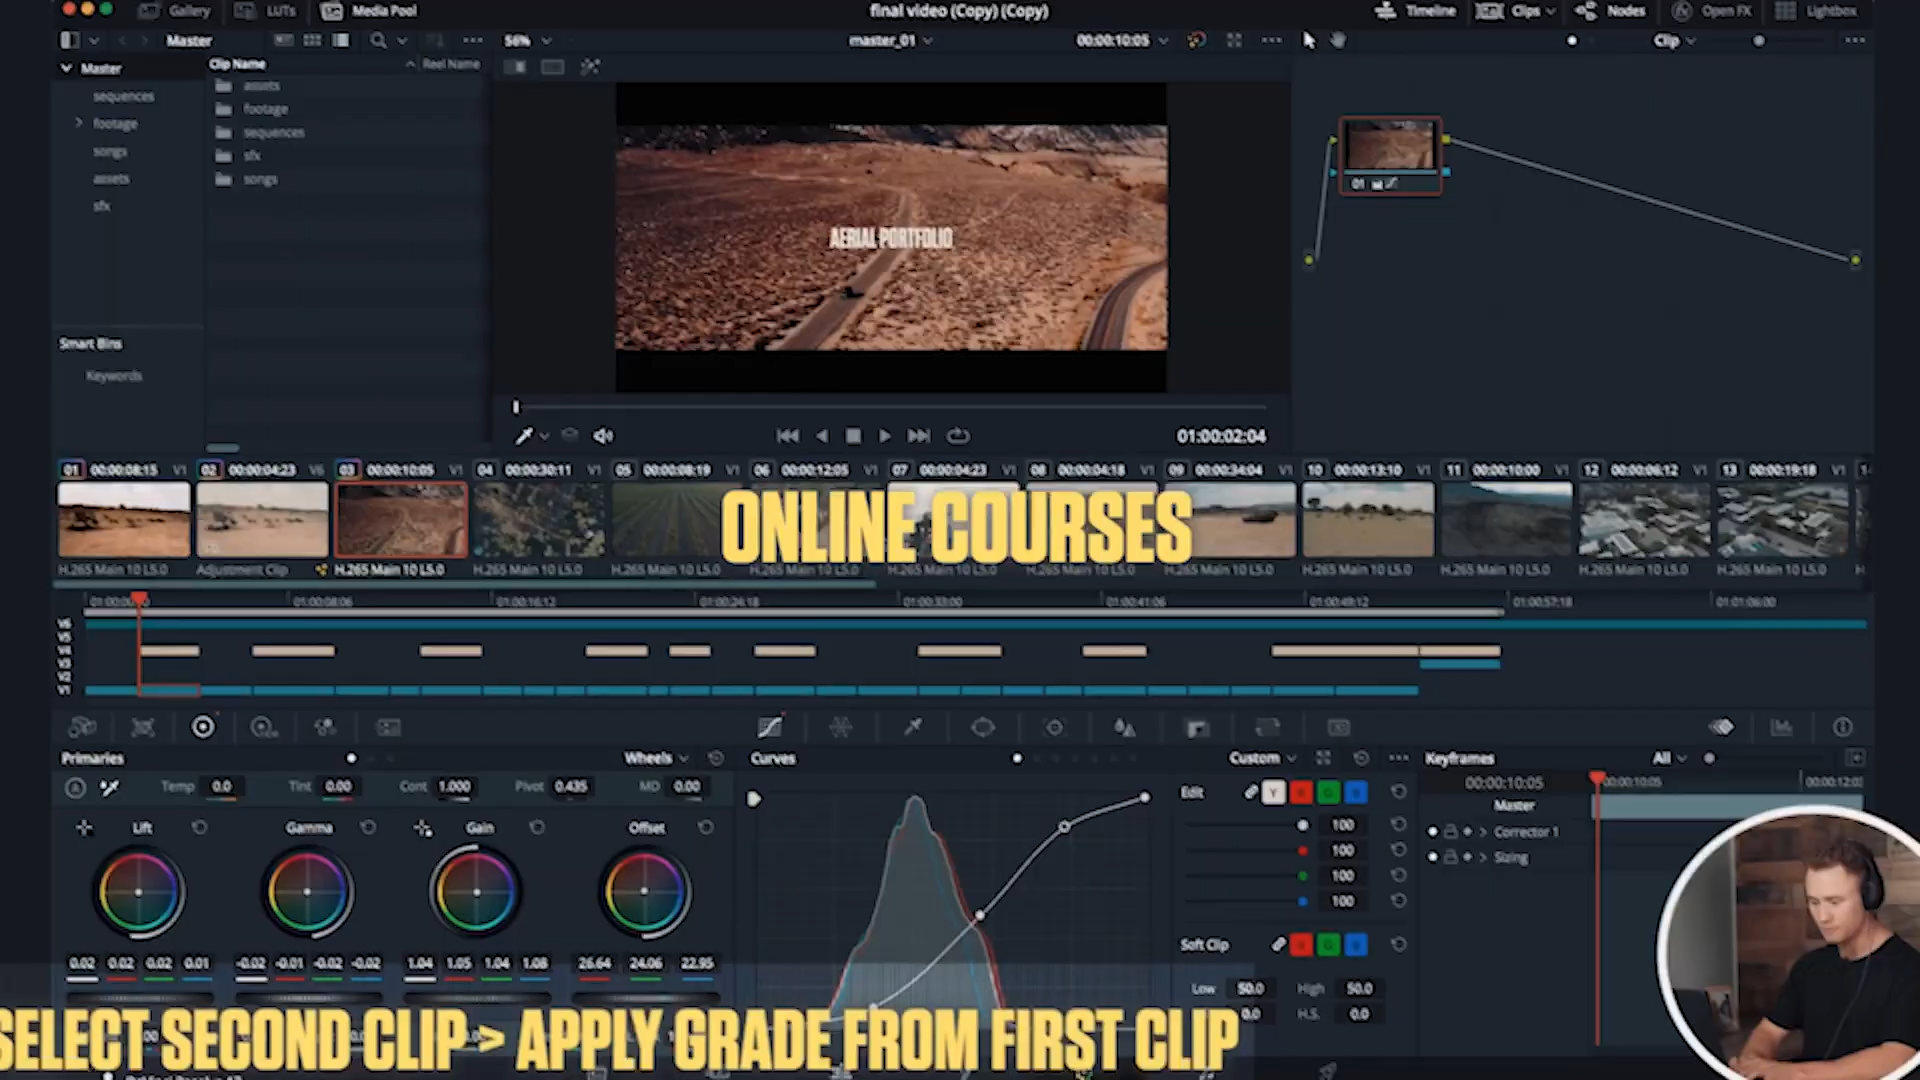 Gallery LUTs Media Pool final video (Copy) (Copy) Timeline Clips Nodes Open FX Lightbox
Master 56% master_01 00:00:10:05 Clip
Master Clip Name Reel Name
sequences assets
footage footage
songs sequences
assets sfx
sfx songs
AERIAL PORTFOLIO
01
Smart Bins
Keywords
01:00:02:04
01 00:00:08:15 V1 02 00:00:04:23 V6 03 00:00:10:05 V1 04 00:00:30:11 V1 05 00:00:08:19 V1 06 00:00:12:05 V1 07 00:00:04:23 V1 08 00:00:04:18 V1 09 00:00:34:04 V1 10 00:00:13:10 V1 11 00:00:10:00 V1 12 00:00:06:12 V1 13 00:00:19:18 V1
ONLINE COURSES
H.265 Main 10 L5.0 Adjustment Clip H.265 Main 10 L5.0 H.265 Main 10 L5.0 H.265 Main 10 L5.0 H.265 Main 10 L5.0 H.265 Main 10 L5.0 H.265 Main 10 L5.0 H.265 Main 10 L5.0 H.265 Main 10 L5.0 H.265 Main 10 L5.0 H.265 Main 10 L5.0 H.265 Main 10 L5.0
01:00:08:06 01:00:16:12 01:00:24:18 01:00:33:00 01:00:41:06 01:00:49:12 01:00:57:18 01:01:06:00
V6
V5
V4
V3
V2
V1
Primaries Wheels Curves Custom Keyframes All
Temp 0.0 Tint 0.00 Cont 1.000 Pivot 0.435 MD 0.00 Edit Y 00:00:10:05 00:00:10:05
Master
Lift Gamma Gain Offset 100 Corrector 1
100 Sizing
100
100
Soft Clip
0.02 0.02 0.02 0.01 -0.02 -0.01 -0.02 -0.02 1.04 1.05 1.04 1.08 26.64 24.06 22.95
Low 50.0 High 50.0
H.S. 0.0
SELECT SECOND CLIP > APPLY GRADE FROM FIRST CLIP